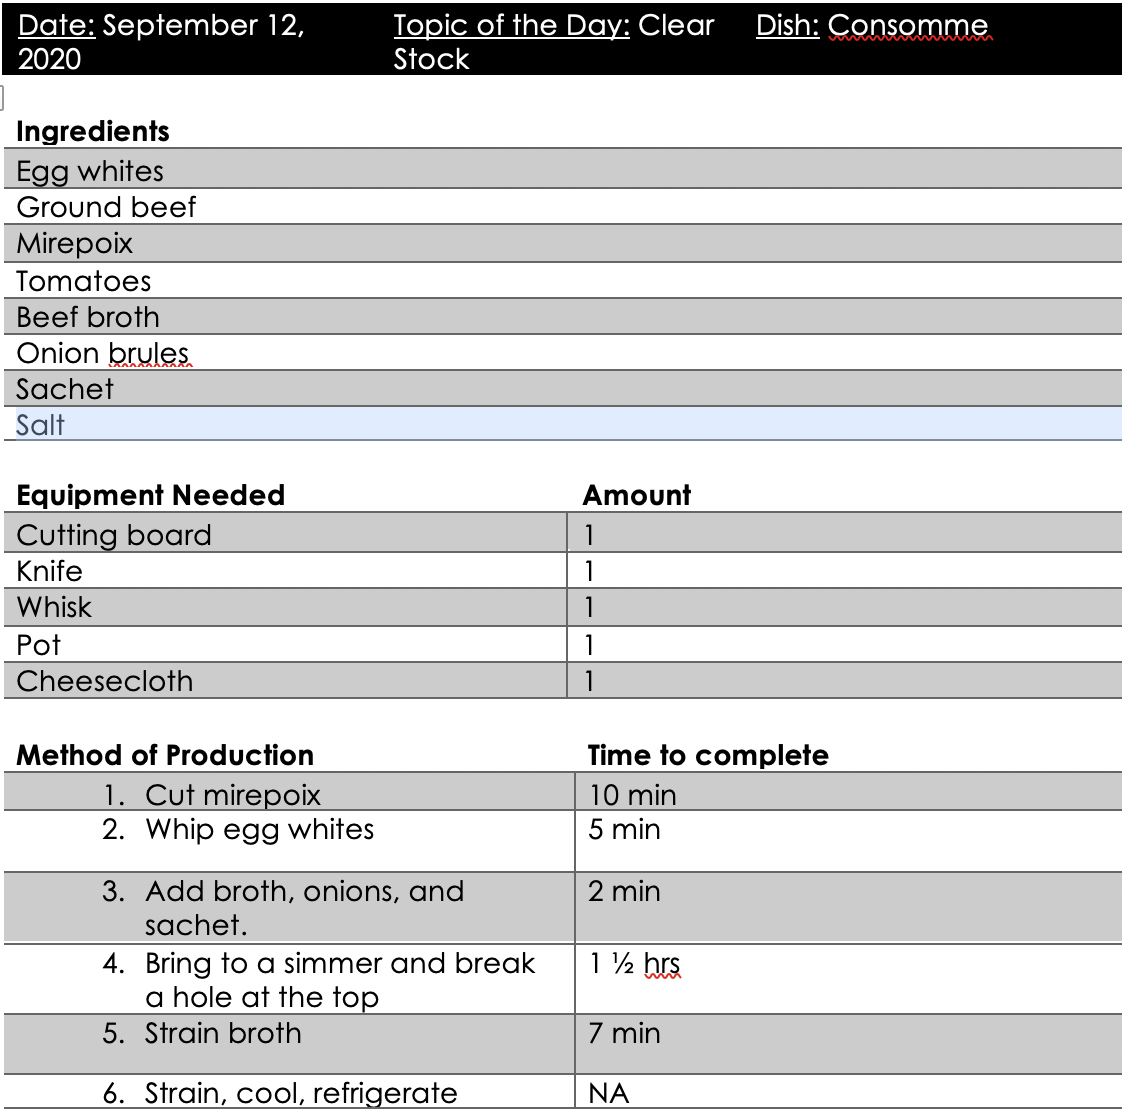 Date: September 12, 2020
Topic of the Day: Clear Stock
Dish: Consomme
Ingredients
Egg whites
Ground beef
Mirepoix
Tomatoes
Beef broth
Onion brules
Sachet
Salt
Equipment Needed Amount
Cutting board 1
Knife 1
Whisk 1
Pot 1
Cheesecloth 1
Method of Production Time to complete
1. Cut mirepoix 10 min
2. Whip egg whites 5 min
3. Add broth, onions, and 2 min
sachet.
4. Bring to a simmer and break 1 ½ hrs
a hole at the top
5. Strain broth 7 min
6. Strain, cool, refrigerate NA